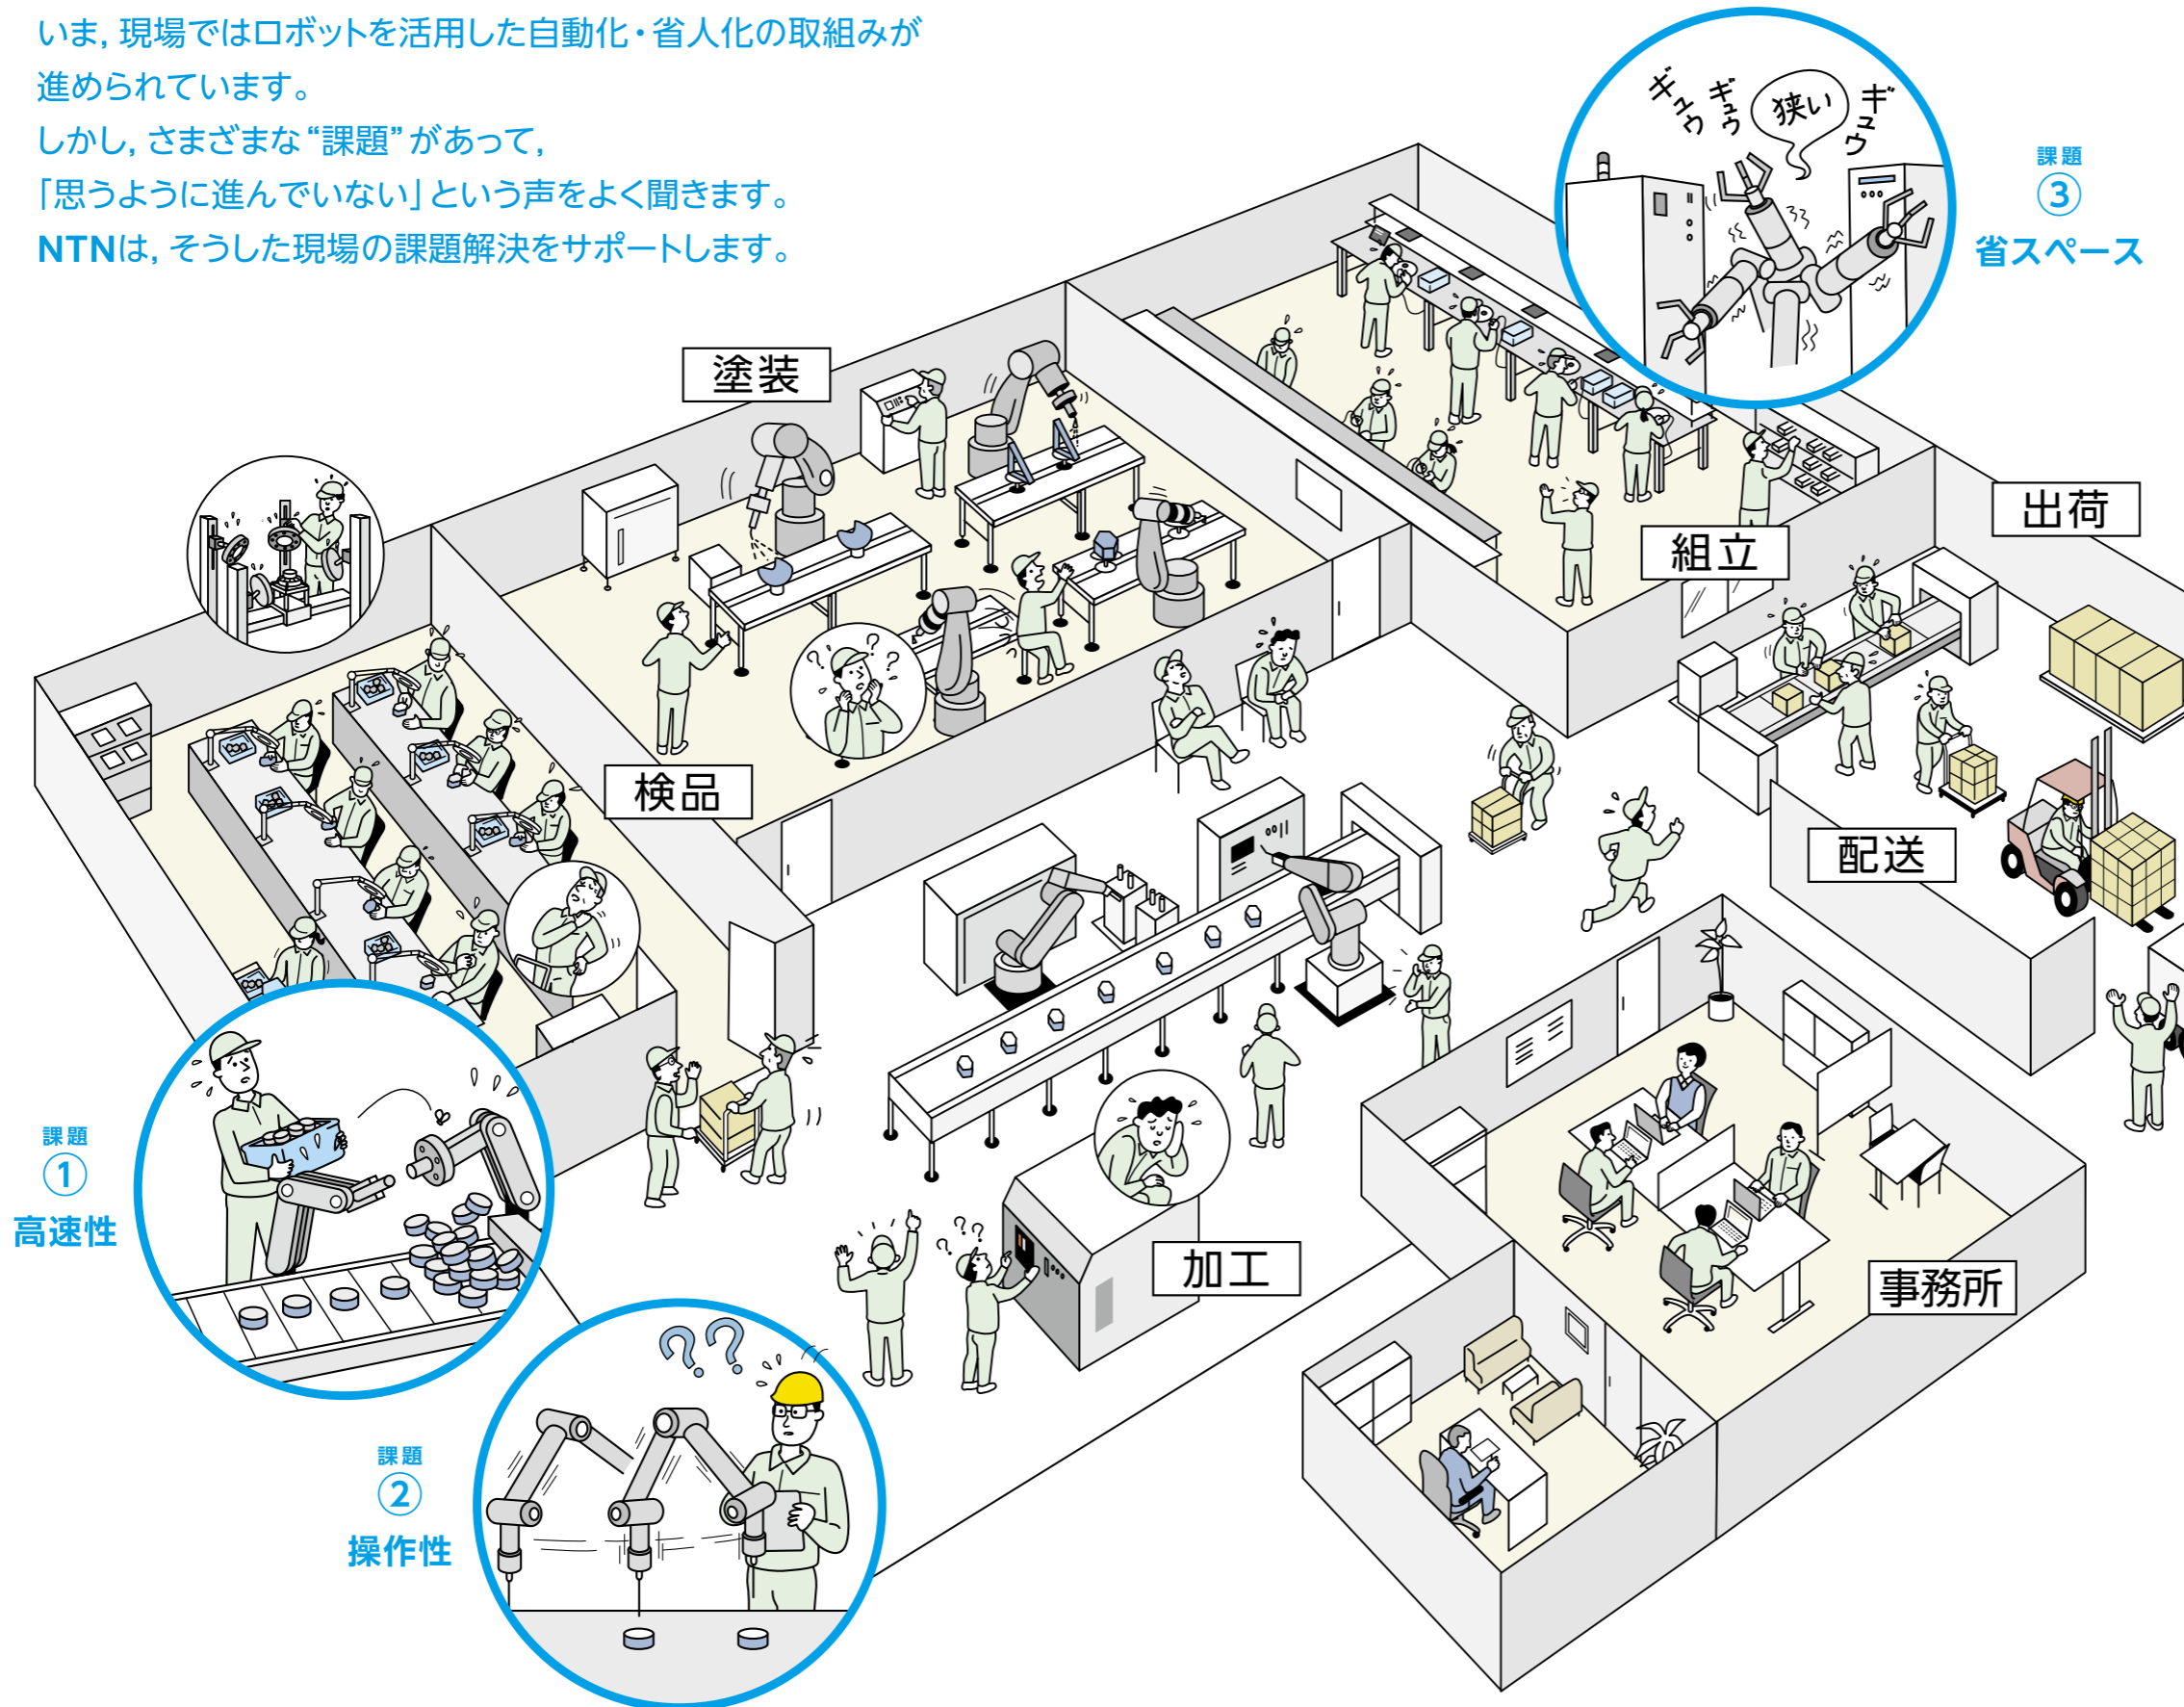 いま, 現場ではロボットを活用した自動化・省人化の取組みが
進められています。
しかし, さまざまな“課題”があって,
「思うように進んでいない」という声をよく聞きます。
NTNは, そうした現場の課題解決をサポートします。
ギュウ
ギュウ
狭い
ギュウ
課題
③
省スペース
塗装
出荷
組立
検品
配送
課題
①
高速性
加工
事務所
??
課題
②
操作性